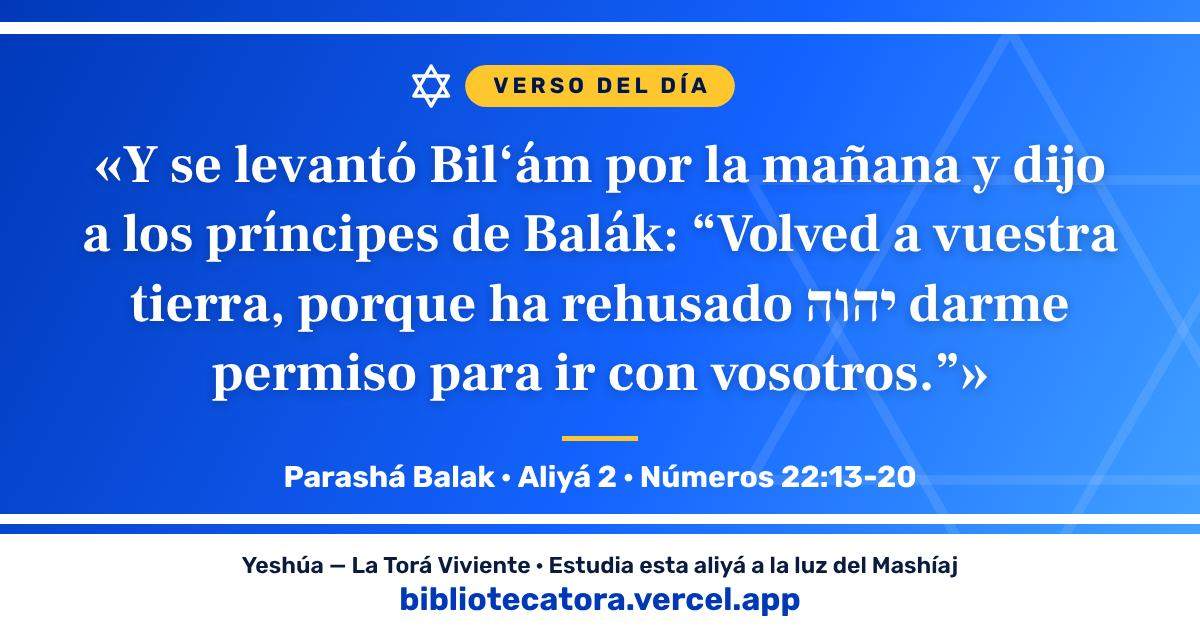 VERSO DEL DÍA
«Y se levantó Bil‘ám por la mañana y dijo
a los príncipes de Balák: “Volved a vuestra
tierra, porque ha rehusado יהוה darme
permiso para ir con vosotros.”»
Parashá Balak • Aliyá 2 • Números 22:13-20
Yeshúa — La Torá Viviente • Estudia esta aliyá a la luz del Mashíaj
bibliotecatora.vercel.app